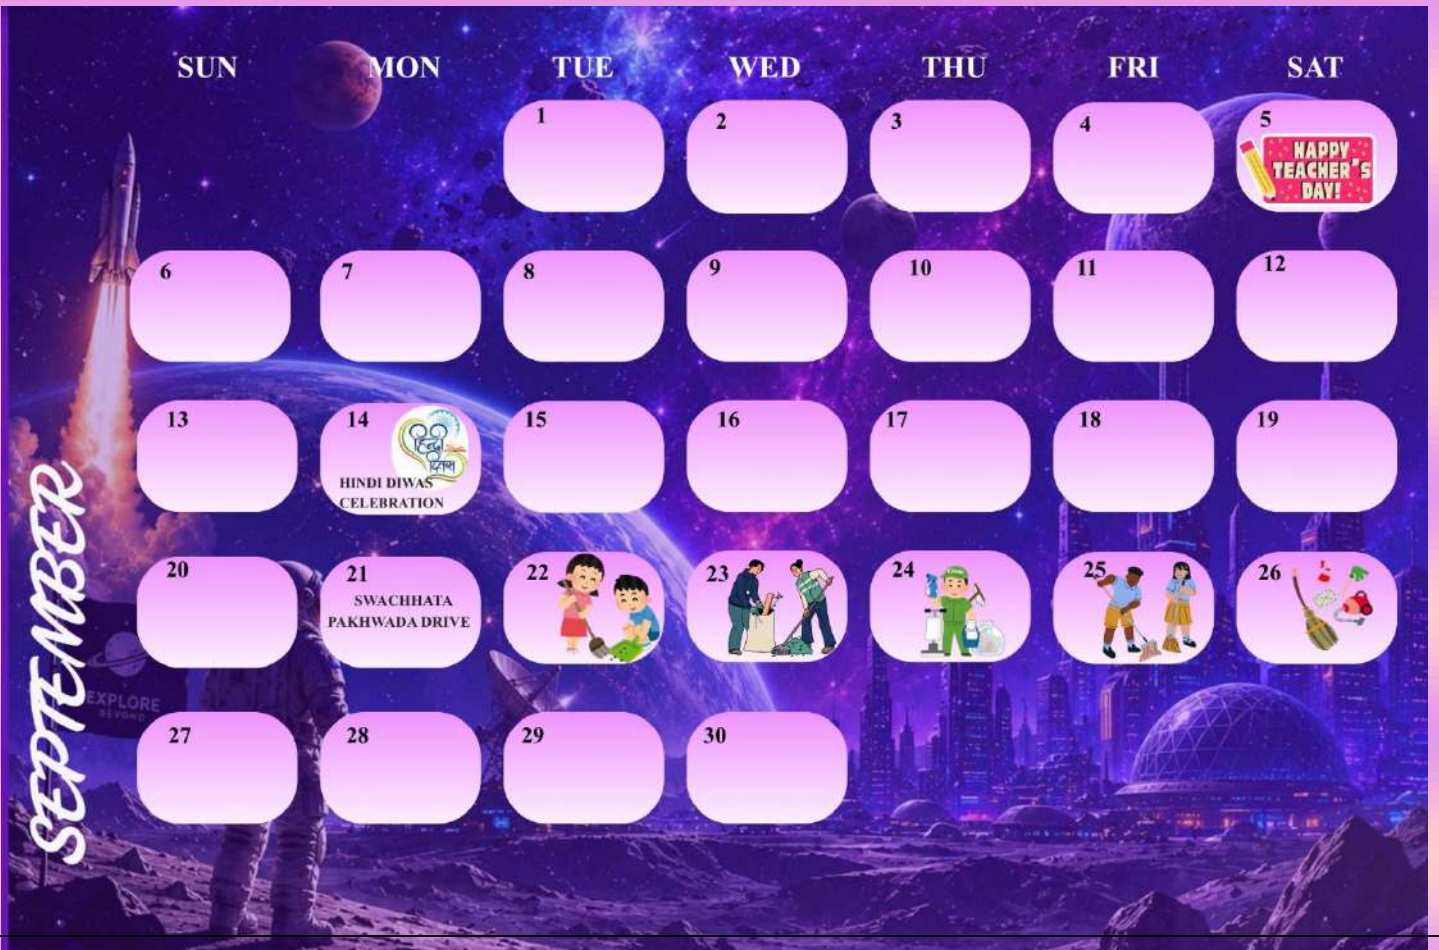 SUN MON TUE WED THU FRI SAT
1 2 3 4 5
HAPPY
TEACHER'S
DAY!
6 7 8 9 10 11 12
13 14 15 16 17 18 19
हिन्दी
दिवस
HINDI DIWAS
CELEBRATION
20 21 22 23 24 25 26
SWACHHATA
PAKHWADA DRIVE
EXPLORE
BEYOND
27 28 29 30
SEPTEMBER